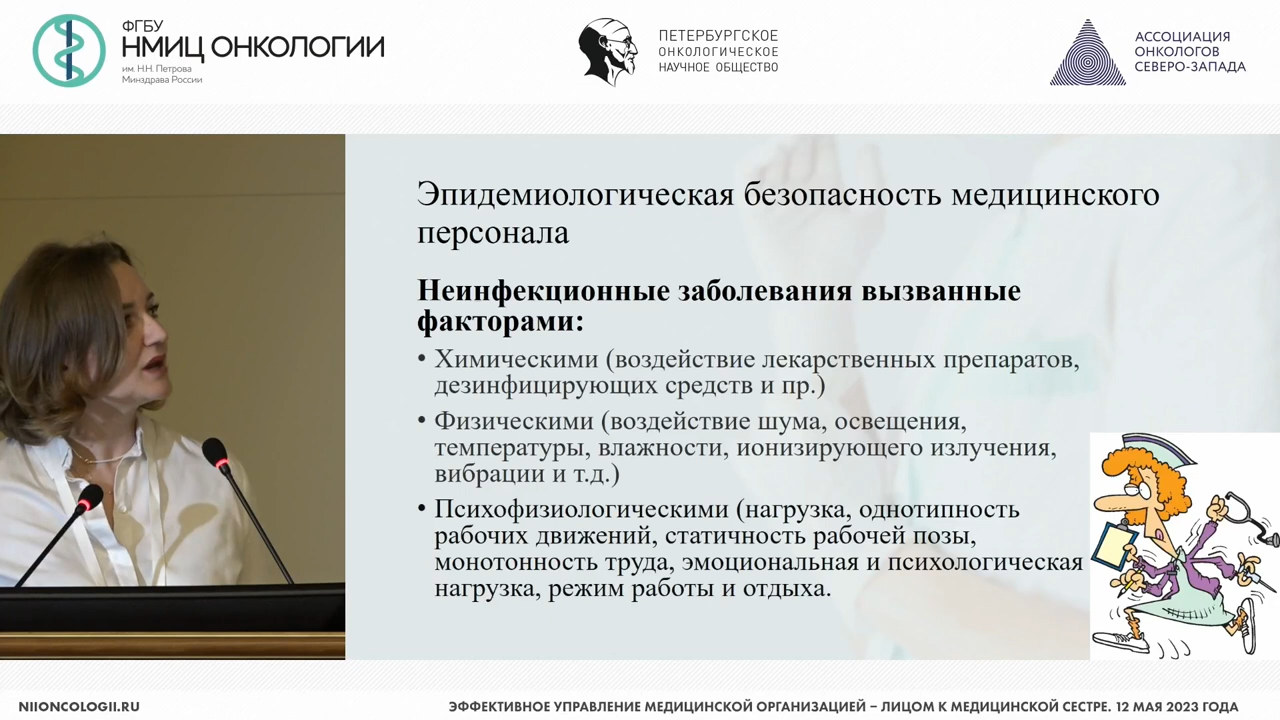 ФГБУ
НМИЦ ОНКОЛОГИИ
им. Н.Н. Петрова
Минздрава России
ПЕТЕРБУРГСКОЕ
ОНКОЛОГИЧЕСКОЕ
НАУЧНОЕ ОБЩЕСТВО
АССОЦИАЦИЯ
ОНКОЛОГОВ
СЕВЕРО-ЗАПАДА
Эпидемиологическая безопасность медицинского
персонала
Неинфекционные заболевания вызванные
факторами:
• Химическими (воздействие лекарственных препаратов,
дезинфицирующих средств и пр.)
• Физическими (воздействие шума, освещения,
температуры, влажности, ионизирующего излучения,
вибрации и т.д.)
• Психофизиологическими (нагрузка, однотипность
рабочих движений, статичность рабочей позы,
монотонность труда, эмоциональная и психологическая
нагрузка, режим работы и отдыха.
NIIONCOLOGII.RU
ЭФФЕКТИВНОЕ УПРАВЛЕНИЕ МЕДИЦИНСКОЙ ОРГАНИЗАЦИЕЙ – ЛИЦОМ К МЕДИЦИНСКОЙ СЕСТРЕ. 12 МАЯ 2023 ГОДА